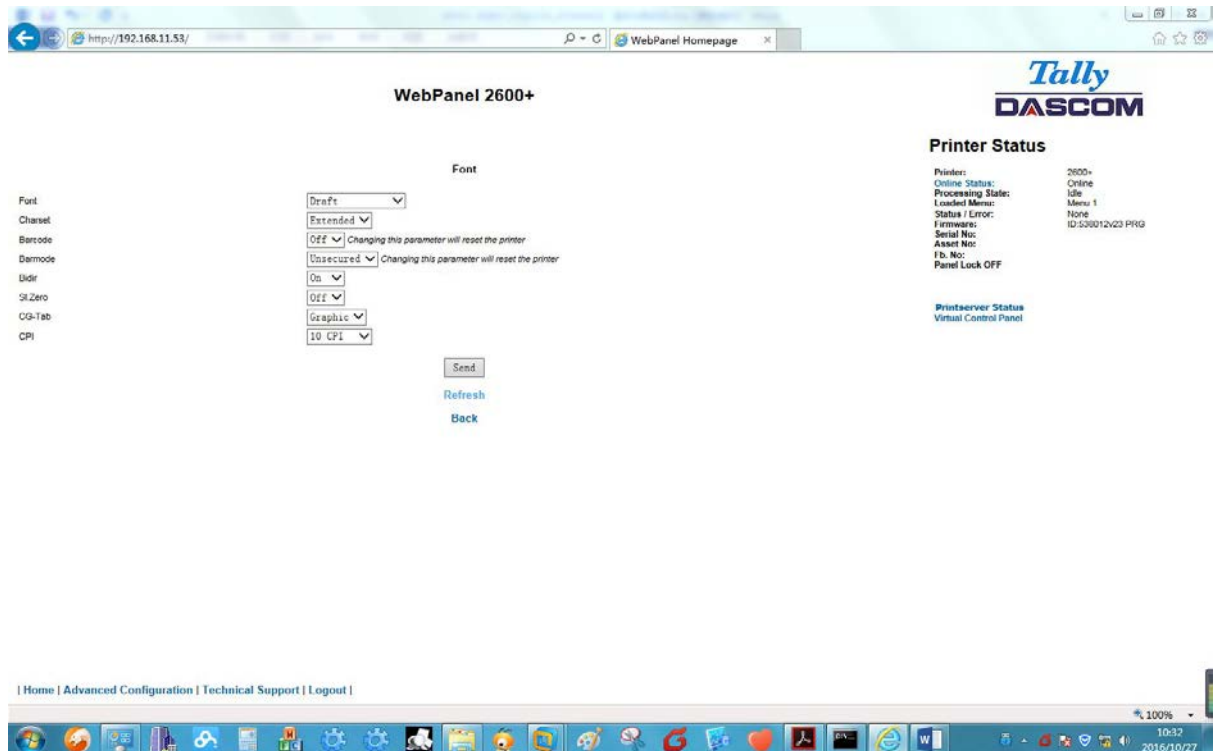 http://192.168.11.53/
WebPanel Homepage
WebPanel 2600+
Tally
DASCOM
Printer Status
Printer: 2600+
Online Status: Online
Processing State: Idle
Loaded Menu: Menu 1
Status / Error: None
Firmware: ID:538012v23 PRG
Serial No:
Asset No:
Fb. No:
Panel Lock OFF
Printserver Status
Virtual Control Panel
Font
Font Draft
Charset Extended
Barcode Off Changing this parameter will reset the printer
Barmode Unsecured Changing this parameter will reset the printer
Bidir On
Sl.Zero Off
CG-Tab Graphic
CPI 10 CPI
Send
Refresh
Back
| Home | Advanced Configuration | Technical Support | Logout |
100%
10:32
2016/10/27